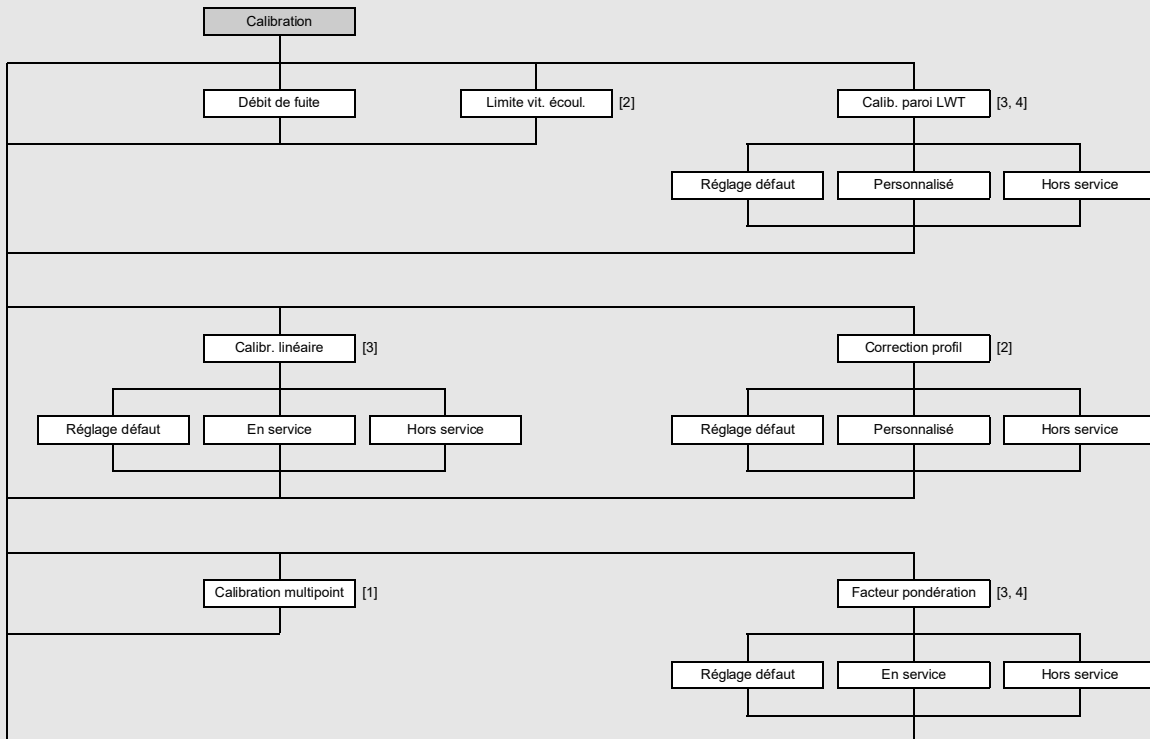 Calibration
Débit de fuite
Limite vit. écoul. [2]
Calib. paroi LWT [3, 4]
Réglage défaut
Personnalisé
Hors service
Calibr. linéaire [3]
Correction profil [2]
Réglage défaut
En service
Hors service
Réglage défaut
Personnalisé
Hors service
Calibration multipoint [1]
Facteur pondération [3, 4]
Réglage défaut
En service
Hors service